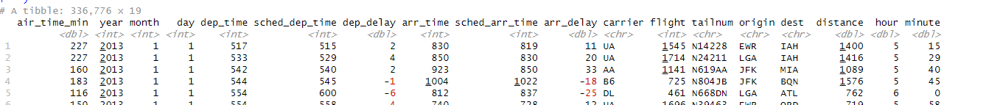 # A tibble: 336,776 × 19
air_time_min year month day dep_time sched_dep_time dep_delay arr_time sched_arr_time arr_delay carrier flight tailnum origin dest distance hour minute
<dbl> <int> <int> <int> <int> <int> <dbl> <int> <int> <dbl> <chr> <int> <chr> <chr> <chr> <dbl> <dbl> <dbl>
1 227 2013 1 1 517 515 2 830 819 11 UA 1545 N14228 EWR IAH 1400 5 15
2 227 2013 1 1 533 529 4 850 830 20 UA 1714 N24211 LGA IAH 1416 5 29
3 160 2013 1 1 542 540 2 923 850 33 AA 1141 N619AA JFK MIA 1089 5 40
4 183 2013 1 1 544 545 -1 1004 1022 -18 B6 725 N804JB JFK BQN 1576 5 45
5 116 2013 1 1 554 600 -6 812 837 -25 DL 461 N668DN LGA ATL 762 6 0